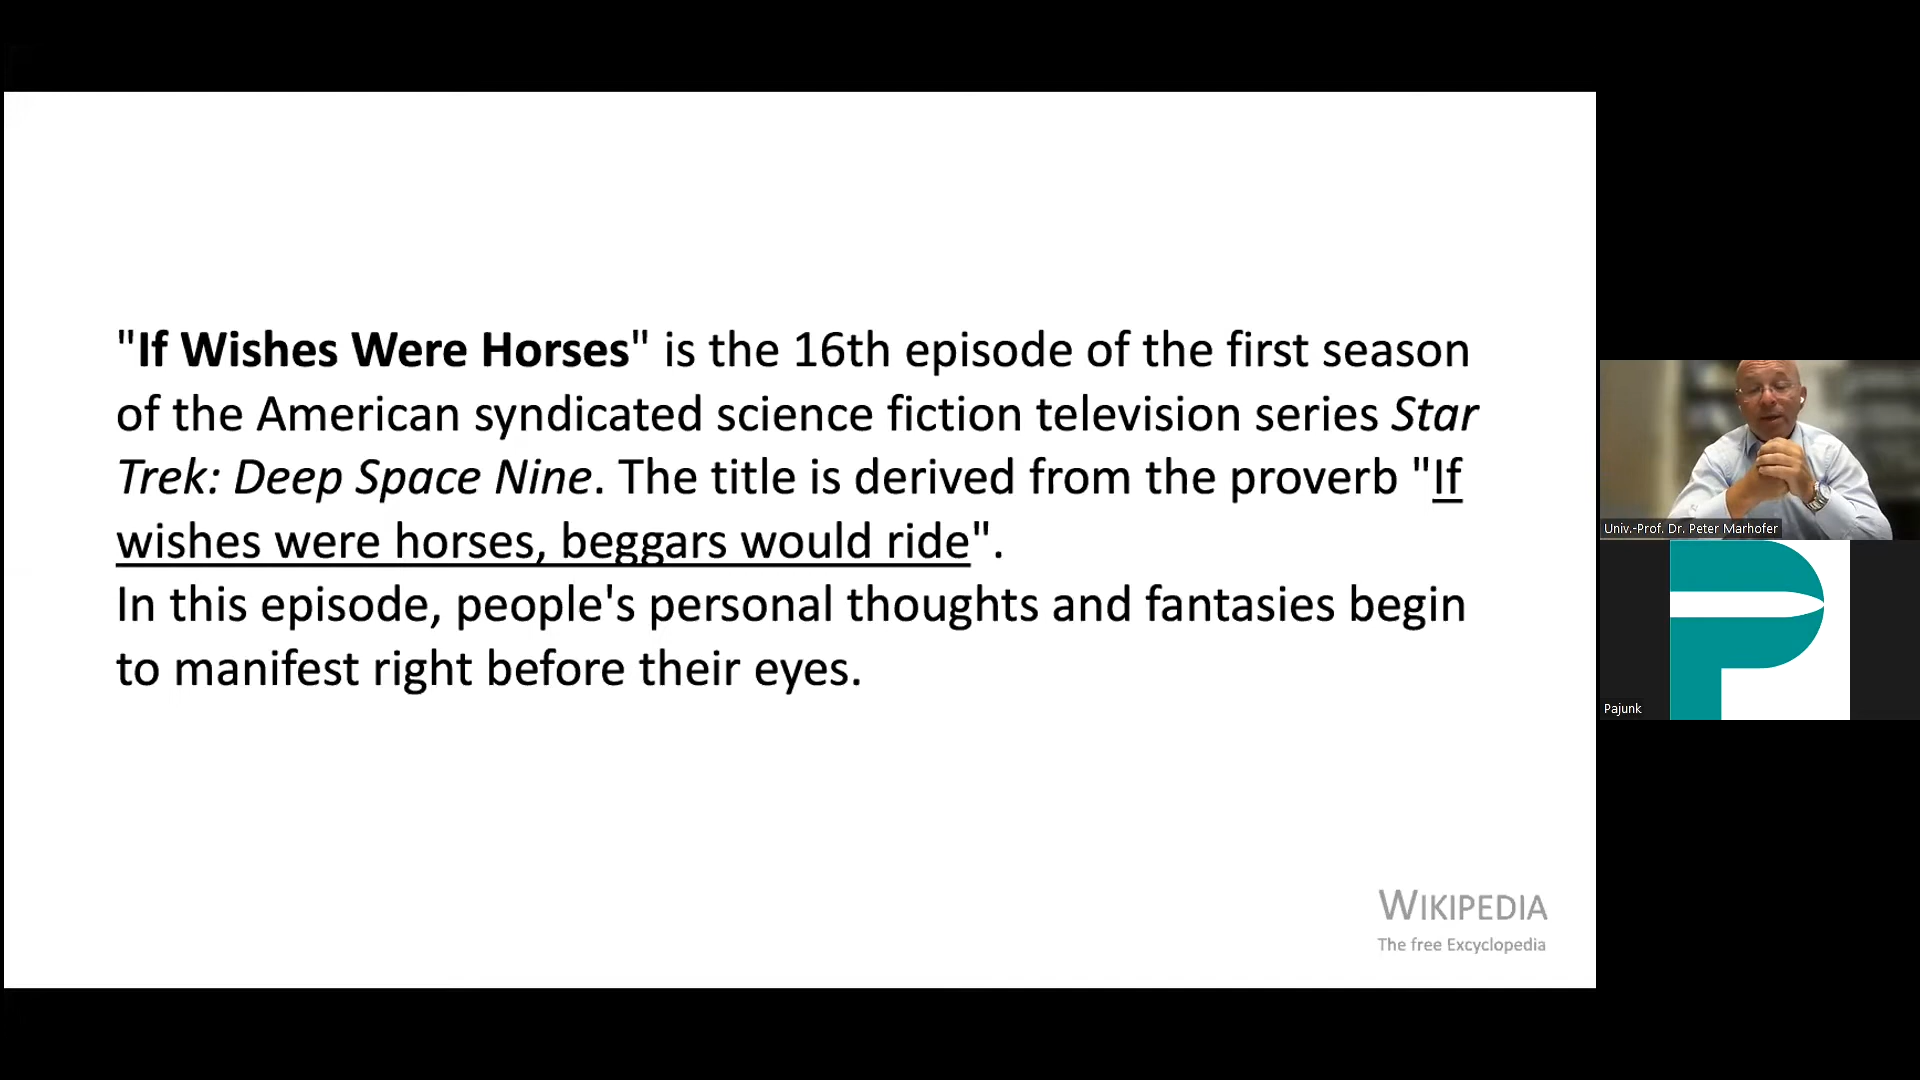 "If Wishes Were Horses" is the 16th episode of the first season
of the American syndicated science fiction television series Star
Trek: Deep Space Nine. The title is derived from the proverb "If
wishes were horses, beggars would ride".
In this episode, people's personal thoughts and fantasies begin
to manifest right before their eyes.
WIKIPEDIA
The free Excyclopedia
Univ.-Prof. Dr. Peter Marhofer
Pajunk